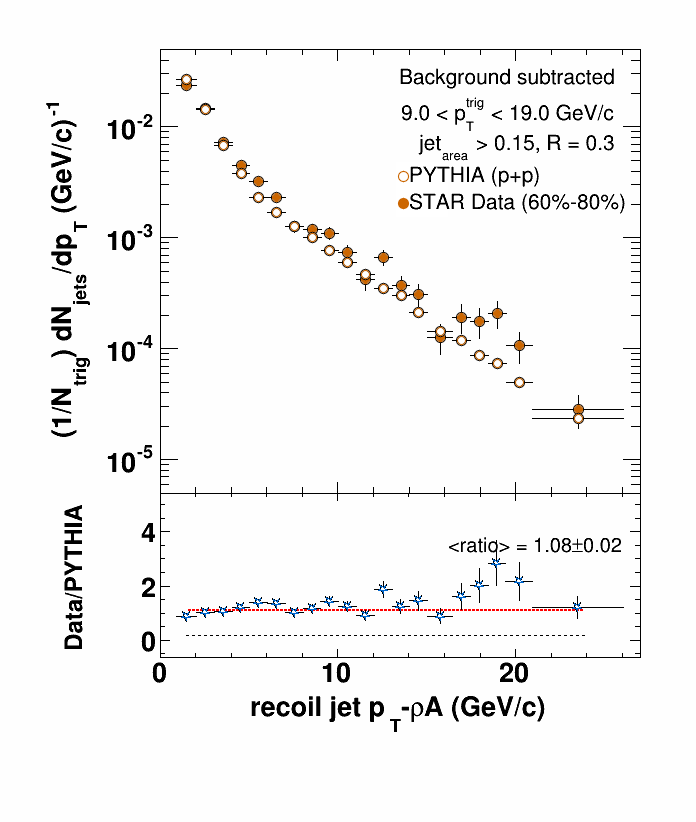 Background subtracted
9.0 < p_T^trig < 19.0 GeV/c
jet_area > 0.15, R = 0.3
PYTHIA (p+p)
STAR Data (60%-80%)
(1/N_trig) dN_jets/dp_T (GeV/c)^-1
10^-2
10^-3
10^-4
10^-5
<ratio> = 1.08±0.02
Data/PYTHIA
4
2
0
0 10 20
recoil jet p_T-ρA (GeV/c)